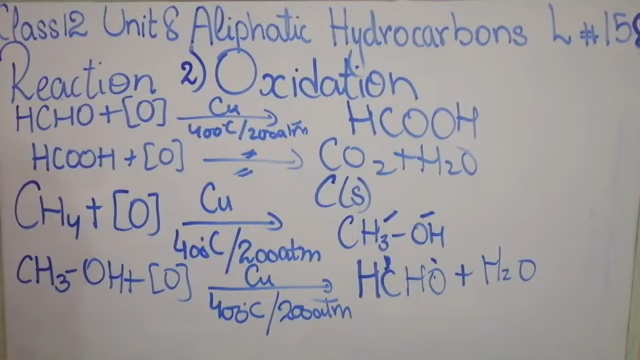 Class12 Unit 8 Aliphatic Hydrocarbons L #158
Reaction 2) Oxidation
HCHO + [O] Cu 400°C/200atm HCOOH
HCOOH + [O] → CO2 + H2O
C(s)
CH4 + [O] Cu 400°C/200atm CH3-OH
CH3-OH + [O] Cu 400°C/200atm HCHO + H2O